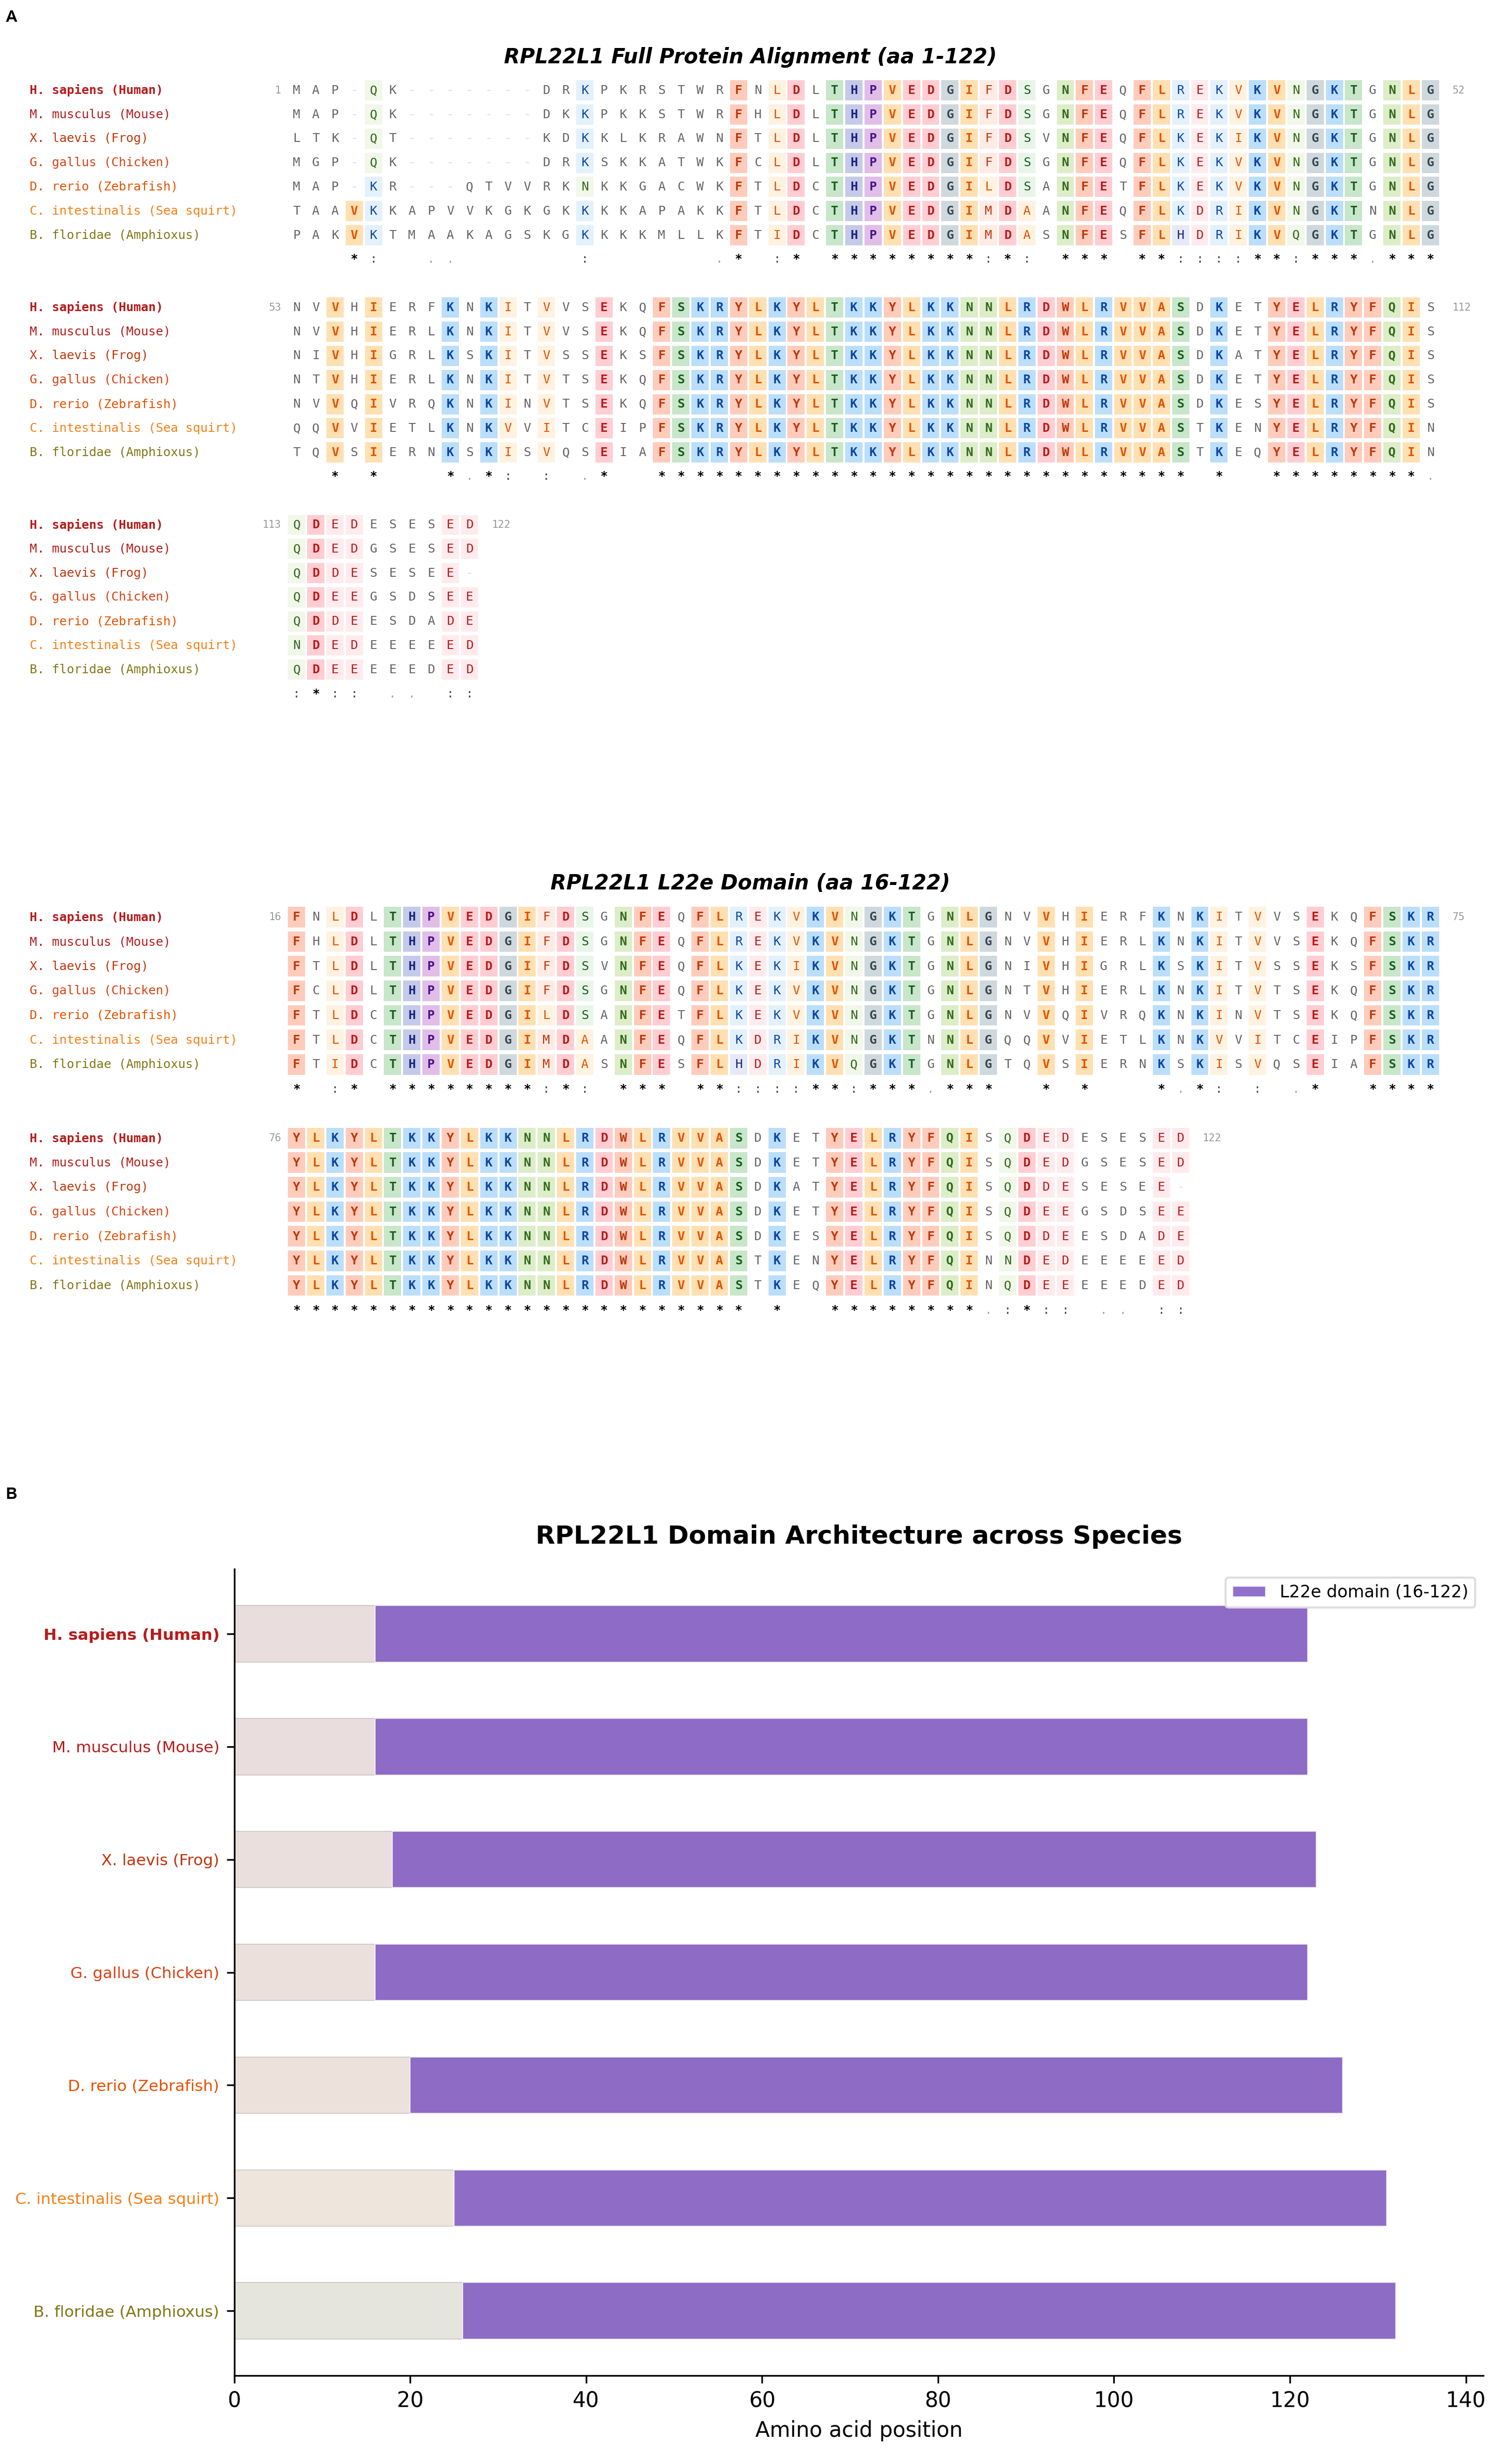 A
RPL22L1 Full Protein Alignment (aa 1-122)
H. sapiens (Human) 1 M A P - Q K - - - - - - - D R K P K R S T W R F N L D L T H P V E D G I F D S G N F E Q F L R E K V K V N G K T G N L G 52
M. musculus (Mouse) M A P - Q K - - - - - - - D K K P K K S T W R F H L D L T H P V E D G I F D S G N F E Q F L R E K V K V N G K T G N L G
X. laevis (Frog) L T K - Q T - - - - - - - K D K K L K R A W N F T L D L T H P V E D G I F D S V N F E Q F L K E K I K V N G K T G N L G
G. gallus (Chicken) M G P - Q K - - - - - - - D R K S K K A T W K F C L D L T H P V E D G I F D S G N F E Q F L K E K V K V N G K T G N L G
D. rerio (Zebrafish) M A P - K R - - - Q T V V R K N K K G A C W K F T L D C T H P V E D G I L D S A N F E T F L K E K V K V N G K T G N L G
C. intestinalis (Sea squirt) T A A V K K A P V V K G K G K K K K A P A K K F T L D C T H P V E D G I M D A A N F E Q F L K D R I K V N G K T N N L G
B. floridae (Amphioxus) P A K V K T M A A K A G S K G K K K K M L L K F T I D C T H P V E D G I M D A S N F E S F L H D R I K V Q G K T G N L G
* : . . : . * : * * * * * * * * * : * : * * * * * : : : : * * : * * * . * * *
H. sapiens (Human) 53 N V V H I E R F K N K I T V V S E K Q F S K R Y L K Y L T K K Y L K K N N L R D W L R V V A S D K E T Y E L R Y F Q I S 112
M. musculus (Mouse) N V V H I E R L K N K I T V V S E K Q F S K R Y L K Y L T K K Y L K K N N L R D W L R V V A S D K E T Y E L R Y F Q I S
X. laevis (Frog) N I V H I G R L K S K I T V S S E K S F S K R Y L K Y L T K K Y L K K N N L R D W L R V V A S D K A T Y E L R Y F Q I S
G. gallus (Chicken) N T V H I E R L K N K I T V T S E K Q F S K R Y L K Y L T K K Y L K K N N L R D W L R V V A S D K E T Y E L R Y F Q I S
D. rerio (Zebrafish) N V V Q I V R Q K N K I N V T S E K Q F S K R Y L K Y L T K K Y L K K N N L R D W L R V V A S D K E S Y E L R Y F Q I S
C. intestinalis (Sea squirt) Q Q V V I E T L K N K V V I T C E I P F S K R Y L K Y L T K K Y L K K N N L R D W L R V V A S T K E N Y E L R Y F Q I N
B. floridae (Amphioxus) T Q V S I E R N K S K I S V Q S E I A F S K R Y L K Y L T K K Y L K K N N L R D W L R V V A S T K E Q Y E L R Y F Q I N
* * * . * : : . * * * * * * * * * * * * * * * * * * * * * * * * * * * * * * * * * * * * * * .
H. sapiens (Human) 113 Q D E D E S E S E D 122
M. musculus (Mouse) Q D E D G S E S E D
X. laevis (Frog) Q D D E S E S E E -
G. gallus (Chicken) Q D E E G S D S E E
D. rerio (Zebrafish) Q D D E E S D A D E
C. intestinalis (Sea squirt) N D E D E E E E E D
B. floridae (Amphioxus) Q D E E E E E D E D
: * : : . . : :
RPL22L1 L22e Domain (aa 16-122)
H. sapiens (Human) 16 F N L D L T H P V E D G I F D S G N F E Q F L R E K V K V N G K T G N L G N V V H I E R F K N K I T V V S E K Q F S K R 75
M. musculus (Mouse) F H L D L T H P V E D G I F D S G N F E Q F L R E K V K V N G K T G N L G N V V H I E R L K N K I T V V S E K Q F S K R
X. laevis (Frog) F T L D L T H P V E D G I F D S V N F E Q F L K E K I K V N G K T G N L G N I V H I G R L K S K I T V S S E K S F S K R
G. gallus (Chicken) F C L D L T H P V E D G I F D S G N F E Q F L K E K V K V N G K T G N L G N T V H I E R L K N K I T V T S E K Q F S K R
D. rerio (Zebrafish) F T L D C T H P V E D G I L D S A N F E T F L K E K V K V N G K T G N L G N V V Q I V R Q K N K I N V T S E K Q F S K R
C. intestinalis (Sea squirt) F T L D C T H P V E D G I M D A A N F E Q F L K D R I K V N G K T N N L G Q Q V V I E T L K N K V V I T C E I P F S K R
B. floridae (Amphioxus) F T I D C T H P V E D G I M D A S N F E S F L H D R I K V Q G K T G N L G T Q V S I E R N K S K I S V Q S E I A F S K R
* : * * * * * * * * * : * : * * * * * : : : : * * : * * * . * * * * * * . * : : . * * * * *
H. sapiens (Human) 76 Y L K Y L T K K Y L K K N N L R D W L R V V A S D K E T Y E L R Y F Q I S Q D E D E S E S E D 122
M. musculus (Mouse) Y L K Y L T K K Y L K K N N L R D W L R V V A S D K E T Y E L R Y F Q I S Q D E D G S E S E D
X. laevis (Frog) Y L K Y L T K K Y L K K N N L R D W L R V V A S D K A T Y E L R Y F Q I S Q D D E S E S E E -
G. gallus (Chicken) Y L K Y L T K K Y L K K N N L R D W L R V V A S D K E T Y E L R Y F Q I S Q D E E G S D S E E
D. rerio (Zebrafish) Y L K Y L T K K Y L K K N N L R D W L R V V A S D K E S Y E L R Y F Q I S Q D D E E S D A D E
C. intestinalis (Sea squirt) Y L K Y L T K K Y L K K N N L R D W L R V V A S T K E N Y E L R Y F Q I N N D E D E E E E E D
B. floridae (Amphioxus) Y L K Y L T K K Y L K K N N L R D W L R V V A S T K E Q Y E L R Y F Q I N Q D E E E E E D E D
* * * * * * * * * * * * * * * * * * * * * * * * * * * * * * * * * . : * : : . . : :
B
RPL22L1 Domain Architecture across Species
L22e domain (16-122)
H. sapiens (Human)
M. musculus (Mouse)
X. laevis (Frog)
G. gallus (Chicken)
D. rerio (Zebrafish)
C. intestinalis (Sea squirt)
B. floridae (Amphioxus)
0 20 40 60 80 100 120 140
Amino acid position